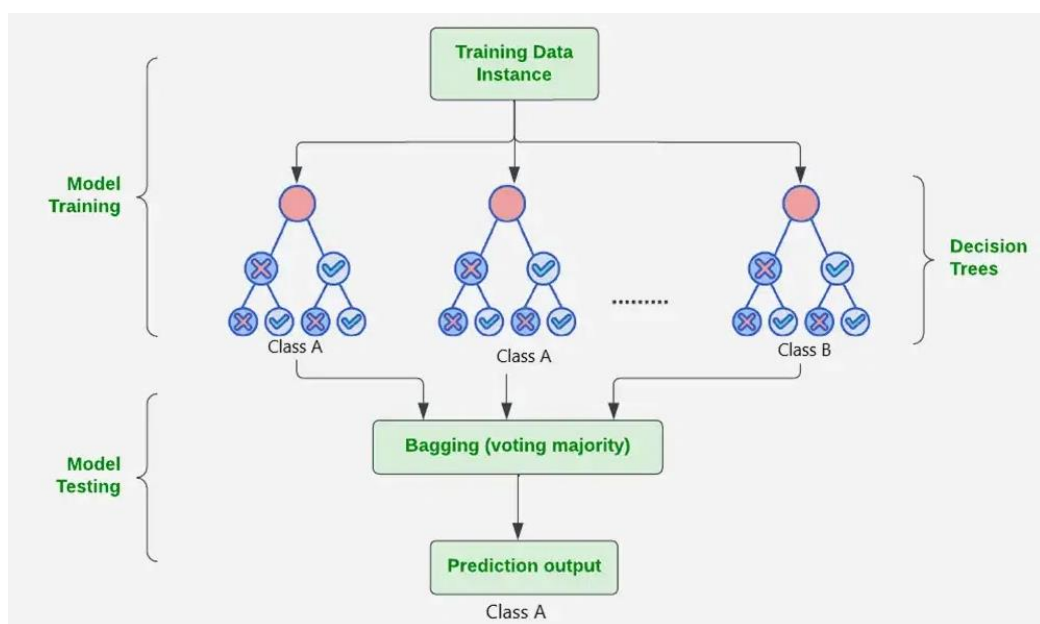 Training Data
Instance
Model
Training
Decision
Trees
.........
Class A
Class A
Class B
Bagging (voting majority)
Model
Testing
Prediction output
Class A